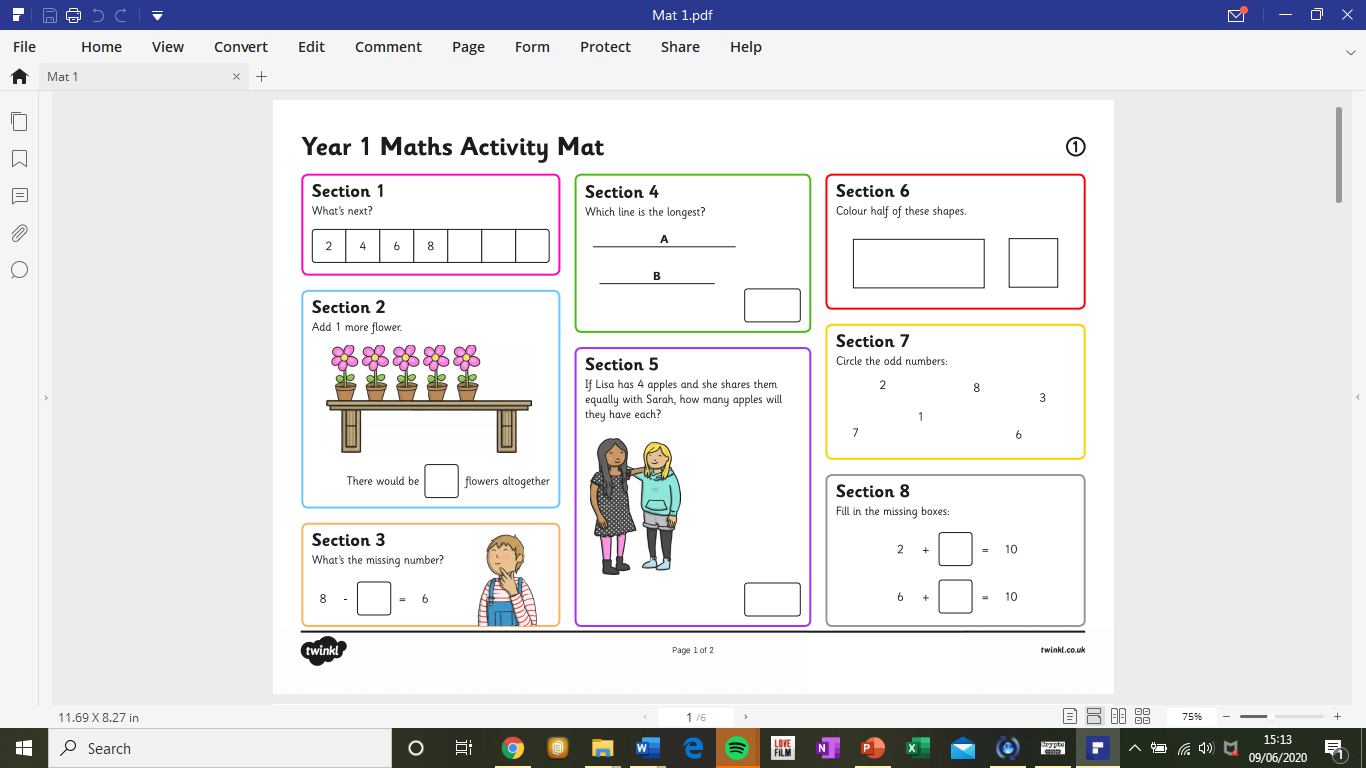 Mat 1.pdf
File Home View Convert Edit Comment Page Form Protect Share Help
Mat 1
Year 1 Maths Activity Mat
1
Section 1
What's next?
2 4 6 8
Section 2
Add 1 more flower.
There would be flowers altogether
Section 3
What's the missing number?
8 - = 6
Section 4
Which line is the longest?
A
B
Section 5
If Lisa has 4 apples and she shares them
equally with Sarah, how many apples will
they have each?
Section 6
Colour half of these shapes.
Section 7
Circle the odd numbers:
2 8
3
1
7 6
Section 8
Fill in the missing boxes:
2 + = 10
6 + = 10
twinkl
Page 1 of 2
twinkl.co.uk
11.69 X 8.27 in
1 /6
75%
Search
LOVE
FILM
Crypto
15:13
09/06/2020
1